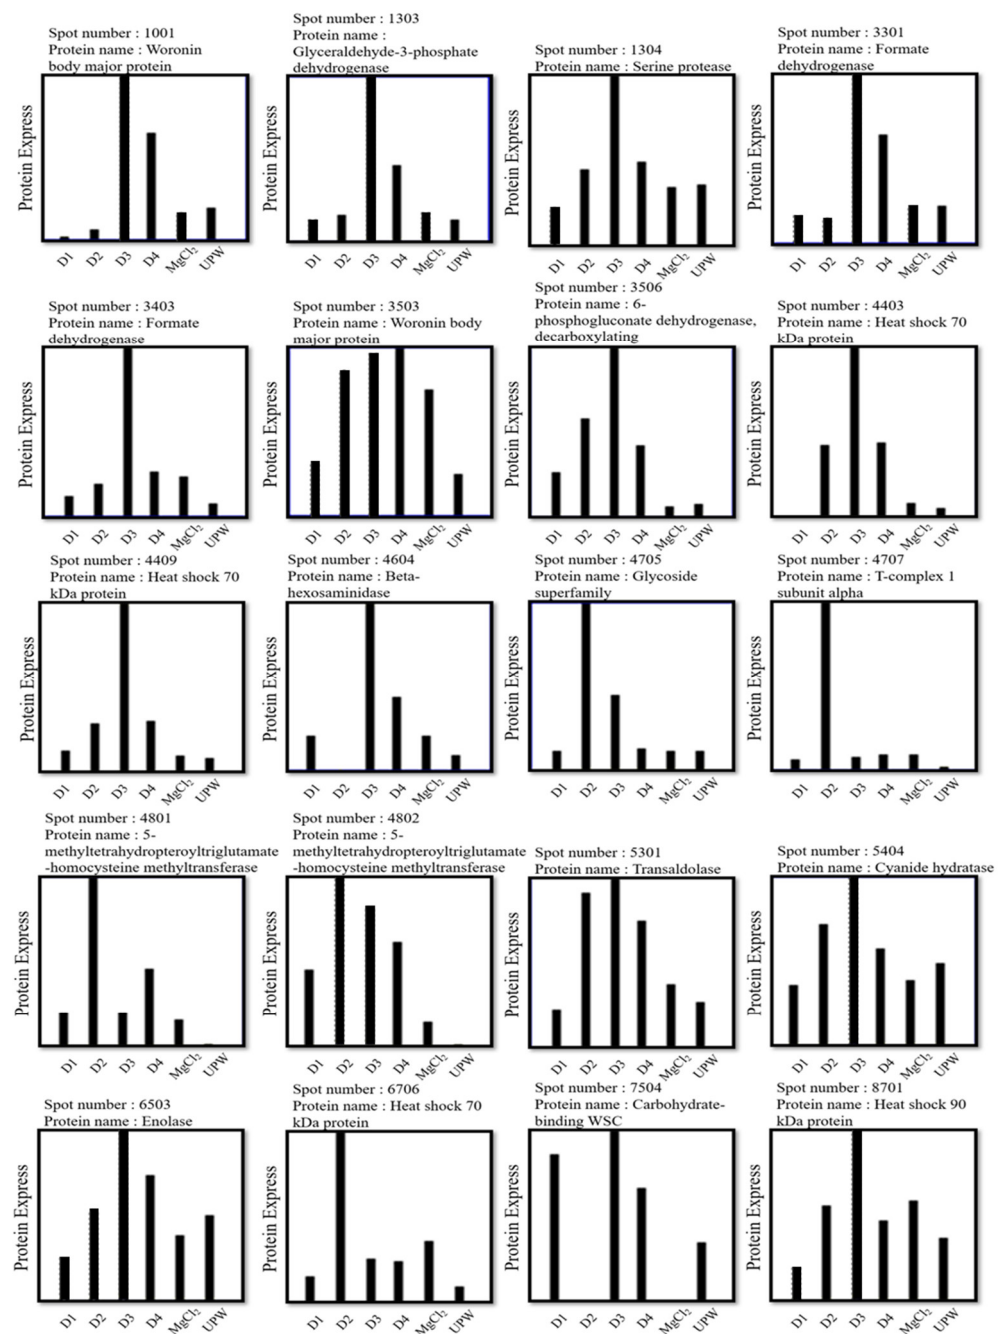 Spot number : 1001
Protein name : Woronin
body major protein
Protein Express
D1 D2 D3 D4 MgCl₂ UPW
Spot number : 1303
Protein name :
Glyceraldehyde-3-phosphate
dehydrogenase
Protein Express
D1 D2 D3 D4 MgCl₂ UPW
Spot number : 1304
Protein name : Serine protease
Protein Express
D1 D2 D3 D4 MgCl₂ UPW
Spot number : 3301
Protein name : Formate
dehydrogenase
Protein Express
D1 D2 D3 D4 MgCl₂ UPW
Spot number : 3403
Protein name : Formate
dehydrogenase
Protein Express
D1 D2 D3 D4 MgCl₂ UPW
Spot number : 3503
Protein name : Woronin body
major protein
Protein Express
D1 D2 D3 D4 MgCl₂ UPW
Spot number : 3506
Protein name : 6-
phosphogluconate dehydrogenase,
decarboxylating
Protein Express
D1 D2 D3 D4 MgCl₂ UPW
Spot number : 4403
Protein name : Heat shock 70
kDa protein
Protein Express
D1 D2 D3 D4 MgCl₂ UPW
Spot number : 4409
Protein name : Heat shock 70
kDa protein
Protein Express
D1 D2 D3 D4 MgCl₂ UPW
Spot number : 4604
Protein name : Beta-
hexosaminidase
Protein Express
D1 D2 D3 D4 MgCl₂ UPW
Spot number : 4705
Protein name : Glycoside
superfamily
Protein Express
D1 D2 D3 D4 MgCl₂ UPW
Spot number : 4707
Protein name : T-complex 1
subunit alpha
Protein Express
D1 D2 D3 D4 MgCl₂ UPW
Spot number : 4801
Protein name : 5-
methyltetrahydropteroyltriglutamate
-homocysteine methyltransferase
Protein Express
D1 D2 D3 D4 MgCl₂ UPW
Spot number : 4802
Protein name : 5-
methyltetrahydropteroyltriglutamate
-homocysteine methyltransferase
Protein Express
D1 D2 D3 D4 MgCl₂ UPW
Spot number : 5301
Protein name : Transaldolase
Protein Express
D1 D2 D3 D4 MgCl₂ UPW
Spot number : 5404
Protein name : Cyanide hydratase
Protein Express
D1 D2 D3 D4 MgCl₂ UPW
Spot number : 6503
Protein name : Enolase
Protein Express
D1 D2 D3 D4 MgCl₂ UPW
Spot number : 6706
Protein name : Heat shock 70
kDa protein
Protein Express
D1 D2 D3 D4 MgCl₂ UPW
Spot number : 7504
Protein name : Carbohydrate-
binding WSC
Protein Express
D1 D2 D3 D4 MgCl₂ UPW
Spot number : 8701
Protein name : Heat shock 90
kDa protein
Protein Express
D1 D2 D3 D4 MgCl₂ UPW